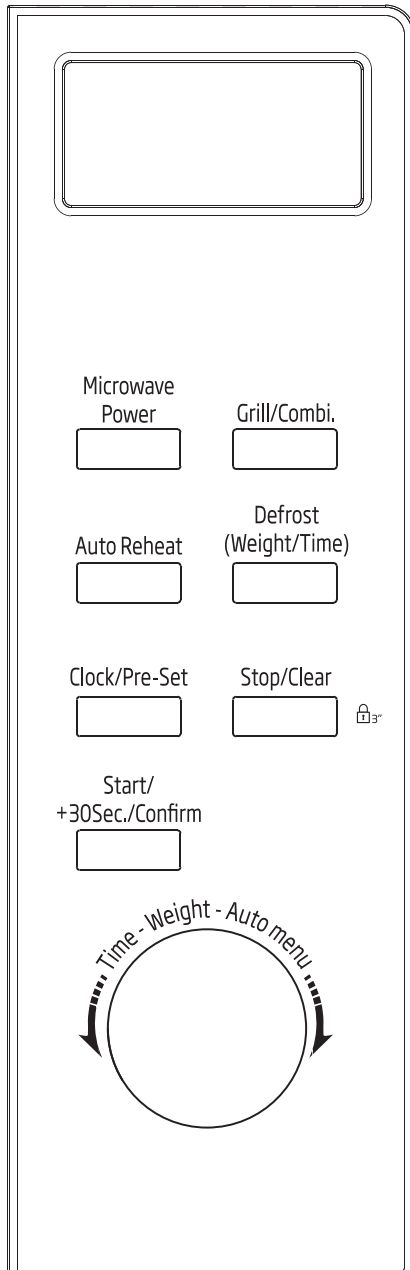 Microwave
Power
Grill/Combi.
Auto Reheat
Defrost
(Weight/Time)
Clock/Pre-Set
Stop/Clear
3"
Start/
+30Sec./Confirm
Time - Weight - Auto menu